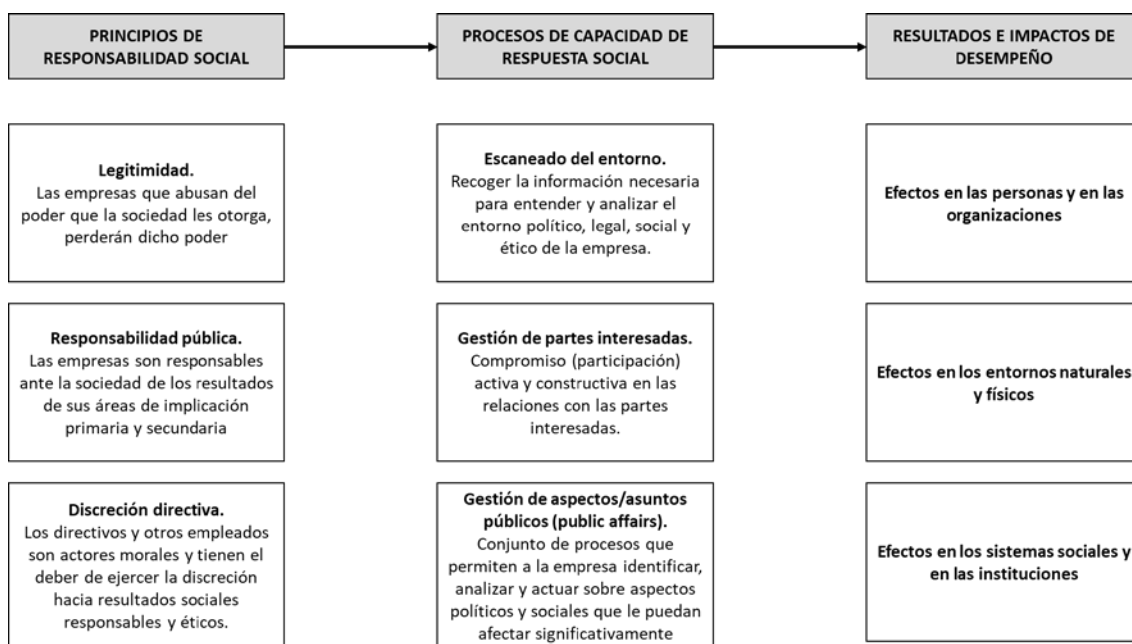 PRINCIPIOS DE
RESPONSABILIDAD SOCIAL
PROCESOS DE CAPACIDAD DE
RESPUESTA SOCIAL
RESULTADOS E IMPACTOS DE
DESEMPEÑO
Legitimidad.
Las empresas que abusan del
poder que la sociedad les otorga,
perderán dicho poder
Escaneado del entorno.
Recoger la información necesaria
para entender y analizar el
entorno político, legal, social y
ético de la empresa.
Efectos en las personas y en las
organizaciones
Responsabilidad pública.
Las empresas son responsables
ante la sociedad de los resultados
de sus áreas de implicación
primaria y secundaria
Gestión de partes interesadas.
Compromiso (participación)
activa y constructiva en las
relaciones con las partes
interesadas.
Efectos en los entornos naturales
y físicos
Discreción directiva.
Los directivos y otros empleados
son actores morales y tienen el
deber de ejercer la discreción
hacia resultados sociales
responsables y éticos.
Gestión de aspectos/asuntos
públicos (public affairs).
Conjunto de procesos que
permiten a la empresa identificar,
analizar y actuar sobre aspectos
políticos y sociales que le puedan
afectar significativamente
Efectos en los sistemas sociales y
en las instituciones